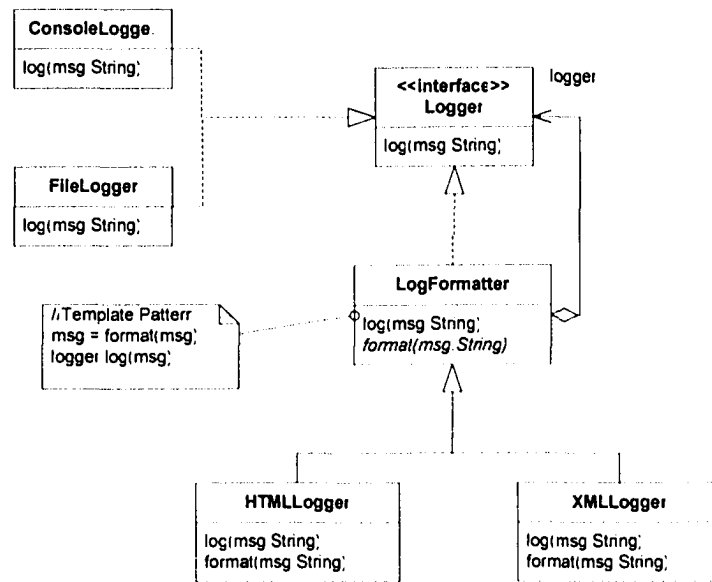 ConsoleLogge.
log(msg String)
<<interface>>
Logger
logger
log(msg String)
FileLogger
log(msg String)
LogFormatter
log(msg String)
format(msg.String)
// Template Patterr
msg = format(msg)
logger log(msg)
HTMLLogger
log(msg String)
format(msg String)
XMLLogger
log(msg String)
format(msg String)